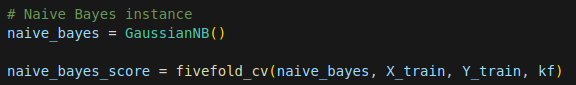 # Naive Bayes instance
naive_bayes = GaussianNB()
naive_bayes_score = fivefold_cv(naive_bayes, X_train, Y_train, kf)